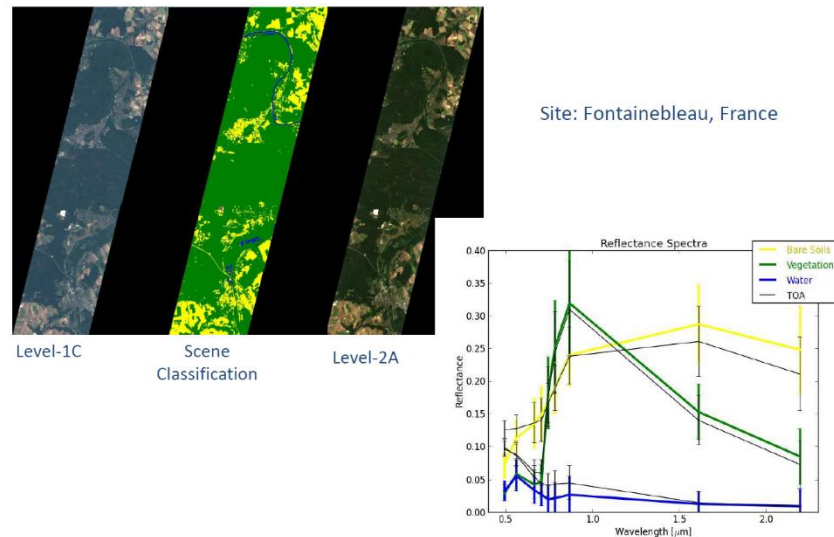 Site: Fontainebleau, France
Level-1C
Scene
Classification
Level-2A
Reflectance Spectra
Bare Soils
Vegetation
Water
TOA
Reflectance
0.40
0.35
0.30
0.25
0.20
0.15
0.10
0.05
0.00
0.5
1.0
1.5
2.0
Wavelength [μm]